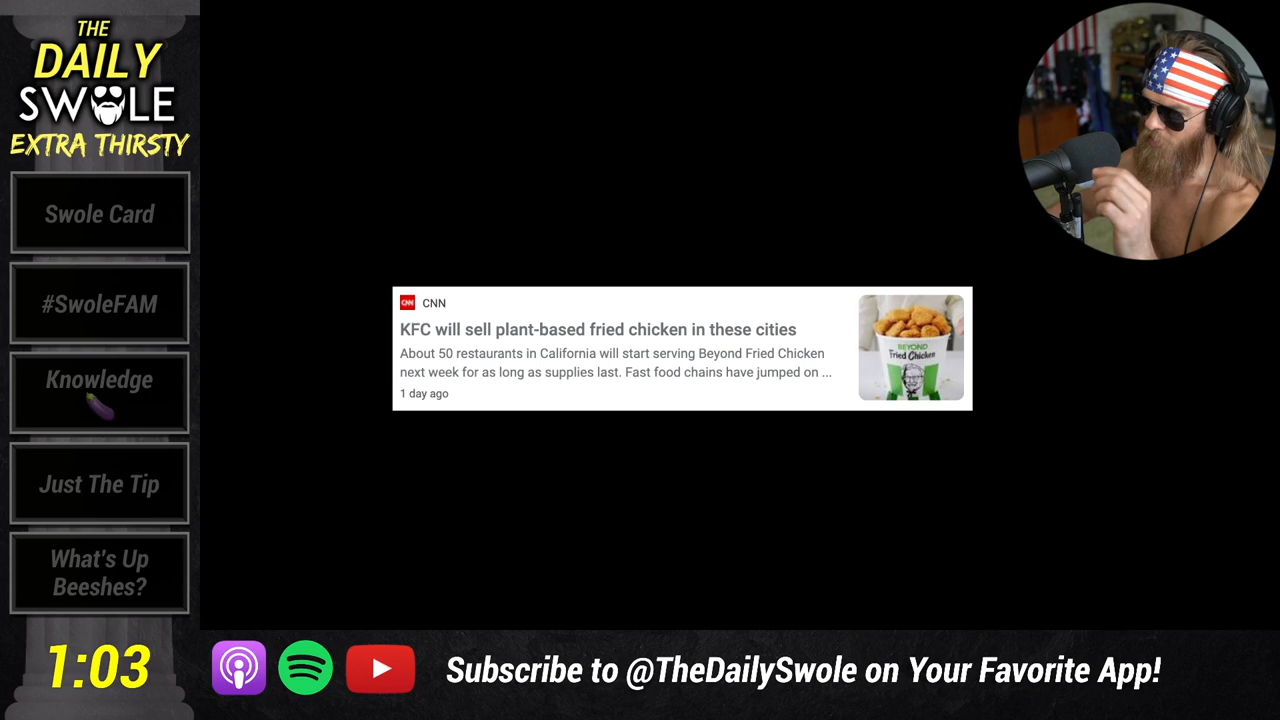 THE
DAILY
SWOLE
EXTRA THIRSTY
Swole Card
#SwoleFAM
Knowledge
Just The Tip
What's Up
Beeshes?
1:03
CNN
CNN
KFC will sell plant-based fried chicken in these cities
About 50 restaurants in California will start serving Beyond Fried Chicken
next week for as long as supplies last. Fast food chains have jumped on ...
1 day ago
BEYOND
Fried Chicken
Subscribe to @TheDailySwole on Your Favorite App!